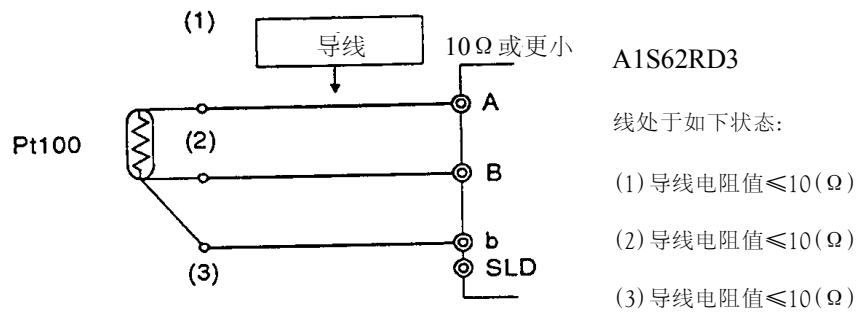 (1)
导线
10Ω或更小
A1S62RD3
A
线处于如下状态:
Pt100
(2)
(1)导线电阻值≤10(Ω)
B
(2)导线电阻值≤10(Ω)
b
(3)
SLD
(3)导线电阻值≤10(Ω)